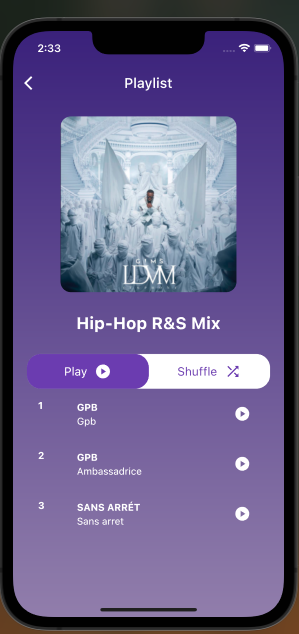 2:33
Playlist
GIMS
LDVM
Hip-Hop R&S Mix
Play
Shuffle
1
GPB
Gpb
2
GPB
Ambassadrice
3
SANS ARRÉT
Sans arret